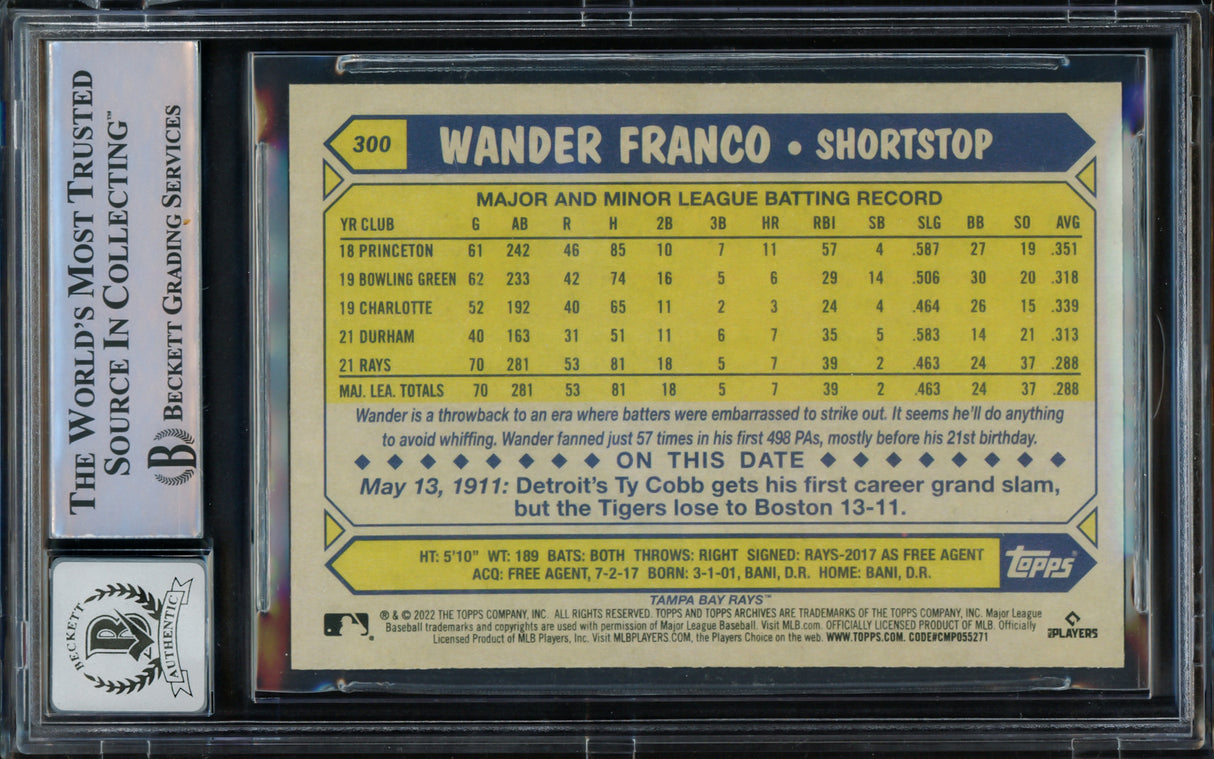 THE WORLD'S MOST TRUSTED
SOURCE IN COLLECTING™
B BECKETT GRADING SERVICES
BECKETT
B
AUTHENTIC
300
WANDER FRANCO • SHORTSTOP
MAJOR AND MINOR LEAGUE BATTING RECORD
YR CLUB G AB R H 2B 3B HR RBI SB SLG BB SO AVG
18 PRINCETON 61 242 46 85 10 7 11 57 4 .587 27 19 .351
19 BOWLING GREEN 62 233 42 74 16 5 6 29 14 .506 30 20 .318
19 CHARLOTTE 52 192 40 65 11 2 3 24 4 .464 26 15 .339
21 DURHAM 40 163 31 51 11 6 7 35 5 .583 14 21 .313
21 RAYS 70 281 53 81 18 5 7 39 2 .463 24 37 .288
MAJ. LEA. TOTALS 70 281 53 81 18 5 7 39 2 .463 24 37 .288
Wander is a throwback to an era where batters were embarrassed to strike out. It seems he'll do anything
to avoid whiffing. Wander fanned just 57 times in his first 498 PAs, mostly before his 21st birthday.
ON THIS DATE
May 13, 1911: Detroit's Ty Cobb gets his first career grand slam,
but the Tigers lose to Boston 13-11.
HT: 5'10" WT: 189 BATS: BOTH THROWS: RIGHT SIGNED: RAYS-2017 AS FREE AGENT
ACQ: FREE AGENT, 7-2-17 BORN: 3-1-01, BANI, D.R. HOME: BANI, D.R.
Topps®
TAMPA BAY RAYS™
® & © 2022 THE TOPPS COMPANY, INC. ALL RIGHTS RESERVED. TOPPS AND TOPPS ARCHIVES ARE TRADEMARKS OF THE TOPPS COMPANY, INC. Major League
Baseball trademarks and copyrights are used with permission of Major League Baseball. Visit MLB.com. OFFICIALLY LICENSED PRODUCT OF MLB. Officially
Licensed Product of MLB Players, Inc. Visit MLBPLAYERS.COM, the Players Choice on the web. WWW.TOPPS.COM. CODE#CMP055271
MLB PLAYERS